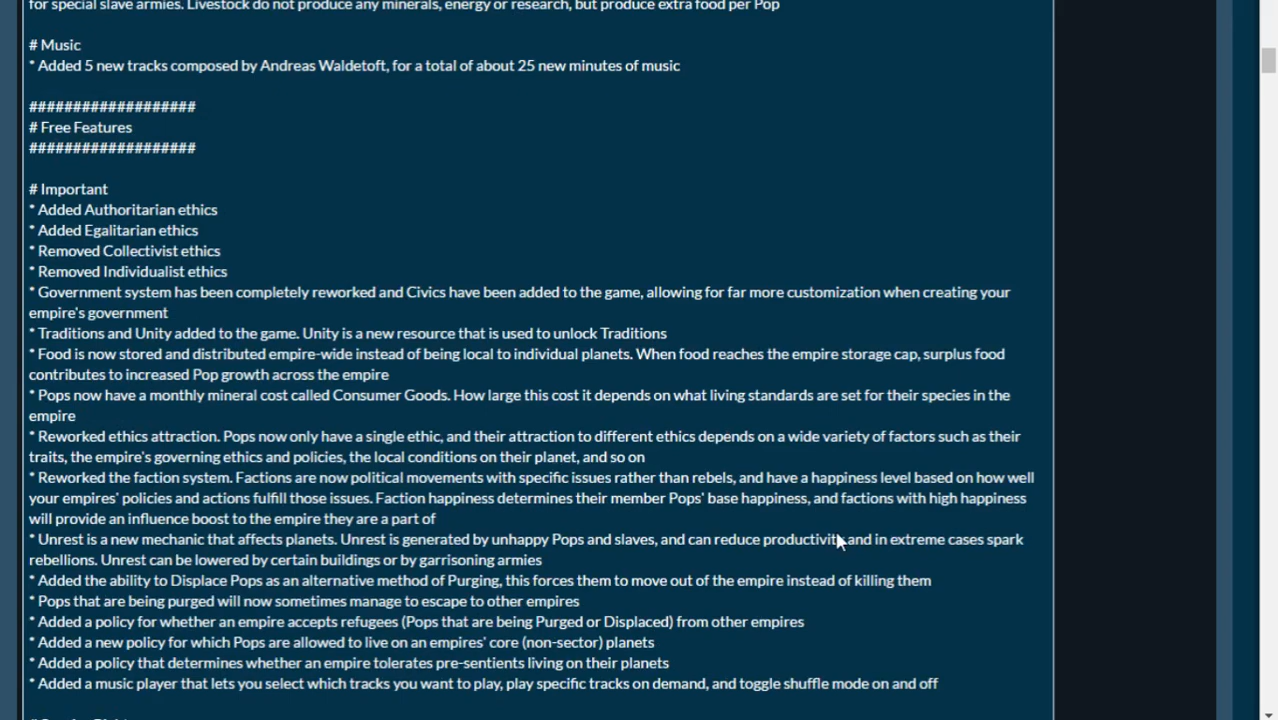 for special slave armies. Livestock do not produce any minerals, energy or research, but produce extra food per Pop
# Music
* Added 5 new tracks composed by Andreas Waldetoft, for a total of about 25 new minutes of music
###################
# Free Features
###################
# Important
* Added Authoritarian ethics
* Added Egalitarian ethics
* Removed Collectivist ethics
* Removed Individualist ethics
* Government system has been completely reworked and Civics have been added to the game, allowing for far more customization when creating your
empire's government
* Traditions and Unity added to the game. Unity is a new resource that is used to unlock Traditions
* Food is now stored and distributed empire-wide instead of being local to individual planets. When food reaches the empire storage cap, surplus food
contributes to increased Pop growth across the empire
* Pops now have a monthly mineral cost called Consumer Goods. How large this cost it depends on what living standards are set for their species in the
empire
* Reworked ethics attraction. Pops now only have a single ethic, and their attraction to different ethics depends on a wide variety of factors such as their
traits, the empire's governing ethics and policies, the local conditions on their planet, and so on
* Reworked the faction system. Factions are now political movements with specific issues rather than rebels, and have a happiness level based on how well
your empires' policies and actions fulfill those issues. Faction happiness determines their member Pops' base happiness, and factions with high happiness
will provide an influence boost to the empire they are a part of
* Unrest is a new mechanic that affects planets. Unrest is generated by unhappy Pops and slaves, and can reduce productivity and in extreme cases spark
rebellions. Unrest can be lowered by certain buildings or by garrisoning armies
* Added the ability to Displace Pops as an alternative method of Purging, this forces them to move out of the empire instead of killing them
* Pops that are being purged will now sometimes manage to escape to other empires
* Added a policy for whether an empire accepts refugees (Pops that are being Purged or Displaced) from other empires
* Added a new policy for which Pops are allowed to live on an empires' core (non-sector) planets
* Added a policy that determines whether an empire tolerates pre-sentients living on their planets
* Added a music player that lets you select which tracks you want to play, play specific tracks on demand, and toggle shuffle mode on and off